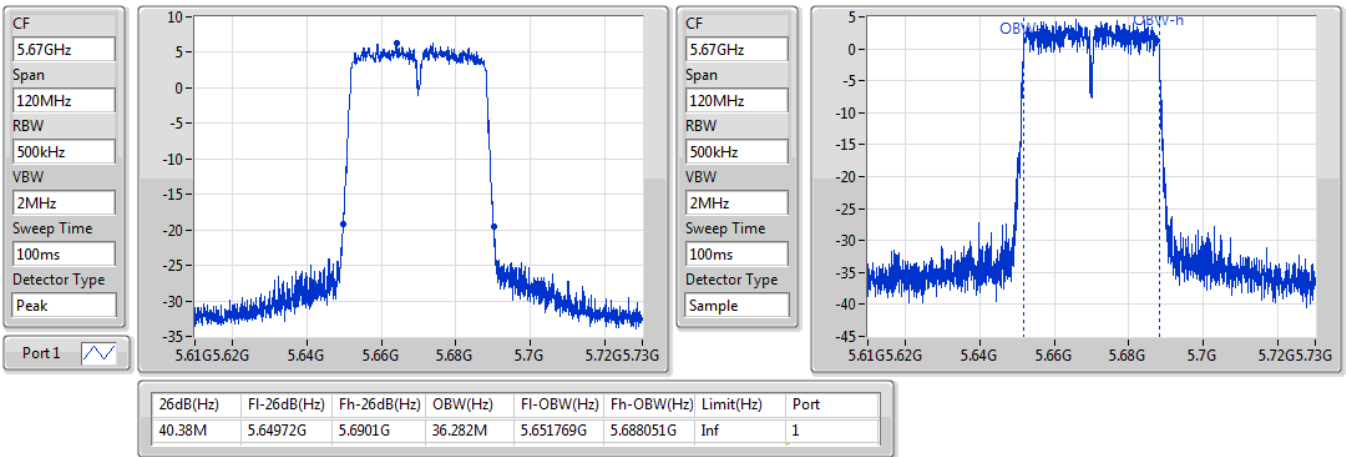 CF
5.67GHz
Span
120MHz
RBW
500kHz
VBW
2MHz
Sweep Time
100ms
Detector Type
Peak
Port 1
10
5
0
-5
-10
-15
-20
-25
-30
-35
5.61G 5.62G 5.64G 5.66G 5.68G 5.7G 5.72G 5.73G
CF
5.67GHz
Span
120MHz
RBW
500kHz
VBW
2MHz
Sweep Time
100ms
Detector Type
Sample
OBW-h
5
0
-5
-10
-15
-20
-25
-30
-35
-40
-45
5.61G 5.62G 5.64G 5.66G 5.68G 5.7G 5.72G 5.73G
26dB(Hz) Fl-26dB(Hz) Fh-26dB(Hz) OBW(Hz) Fl-OBW(Hz) Fh-OBW(Hz) Limit(Hz) Port
40.38M 5.64972G 5.6901G 36.282M 5.651769G 5.688051G Inf 1